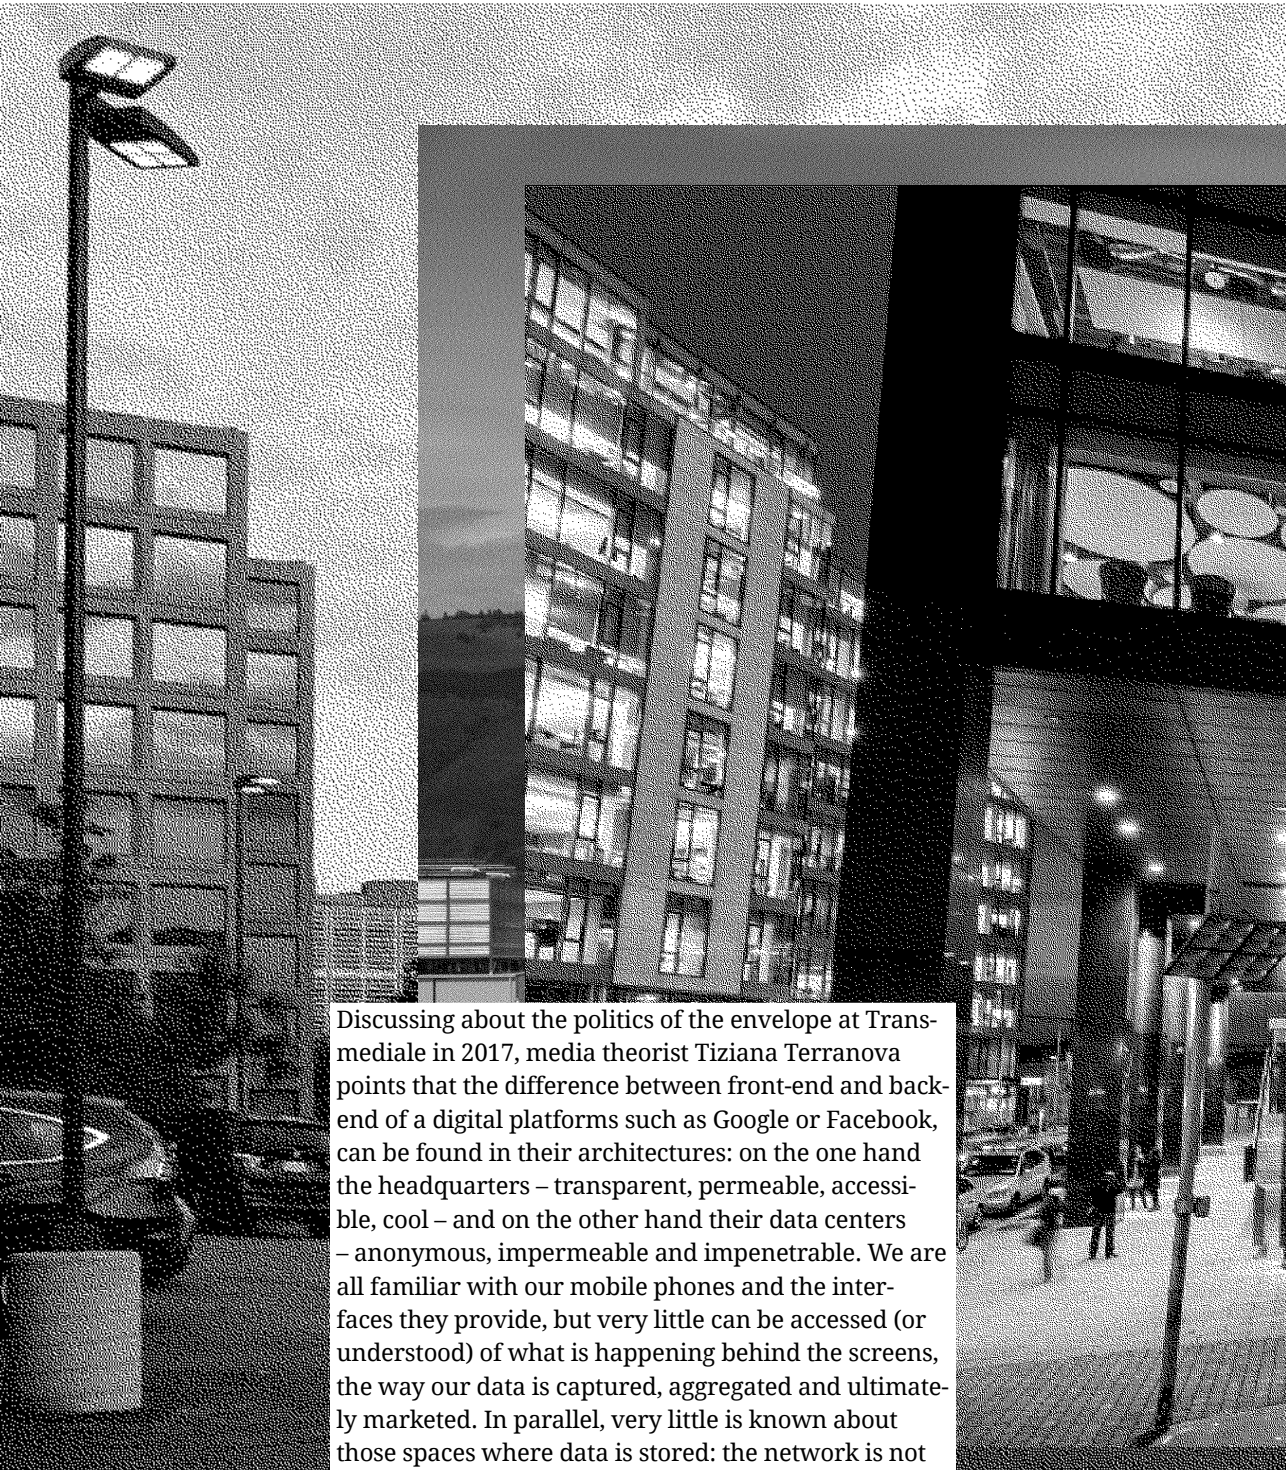 Discussing about the politics of the envelope at Trans-
mediale in 2017, media theorist Tiziana Terranova
points that the difference between front-end and back-
end of a digital platforms such as Google or Facebook,
can be found in their architectures: on the one hand
the headquarters – transparent, permeable, accessi-
ble, cool – and on the other hand their data centers
– anonymous, impermeable and impenetrable. We are
all familiar with our mobile phones and the inter-
faces they provide, but very little can be accessed (or
understood) of what is happening behind the screens,
the way our data is captured, aggregated and ultimate-
ly marketed. In parallel, very little is known about
those spaces where data is stored: the network is not